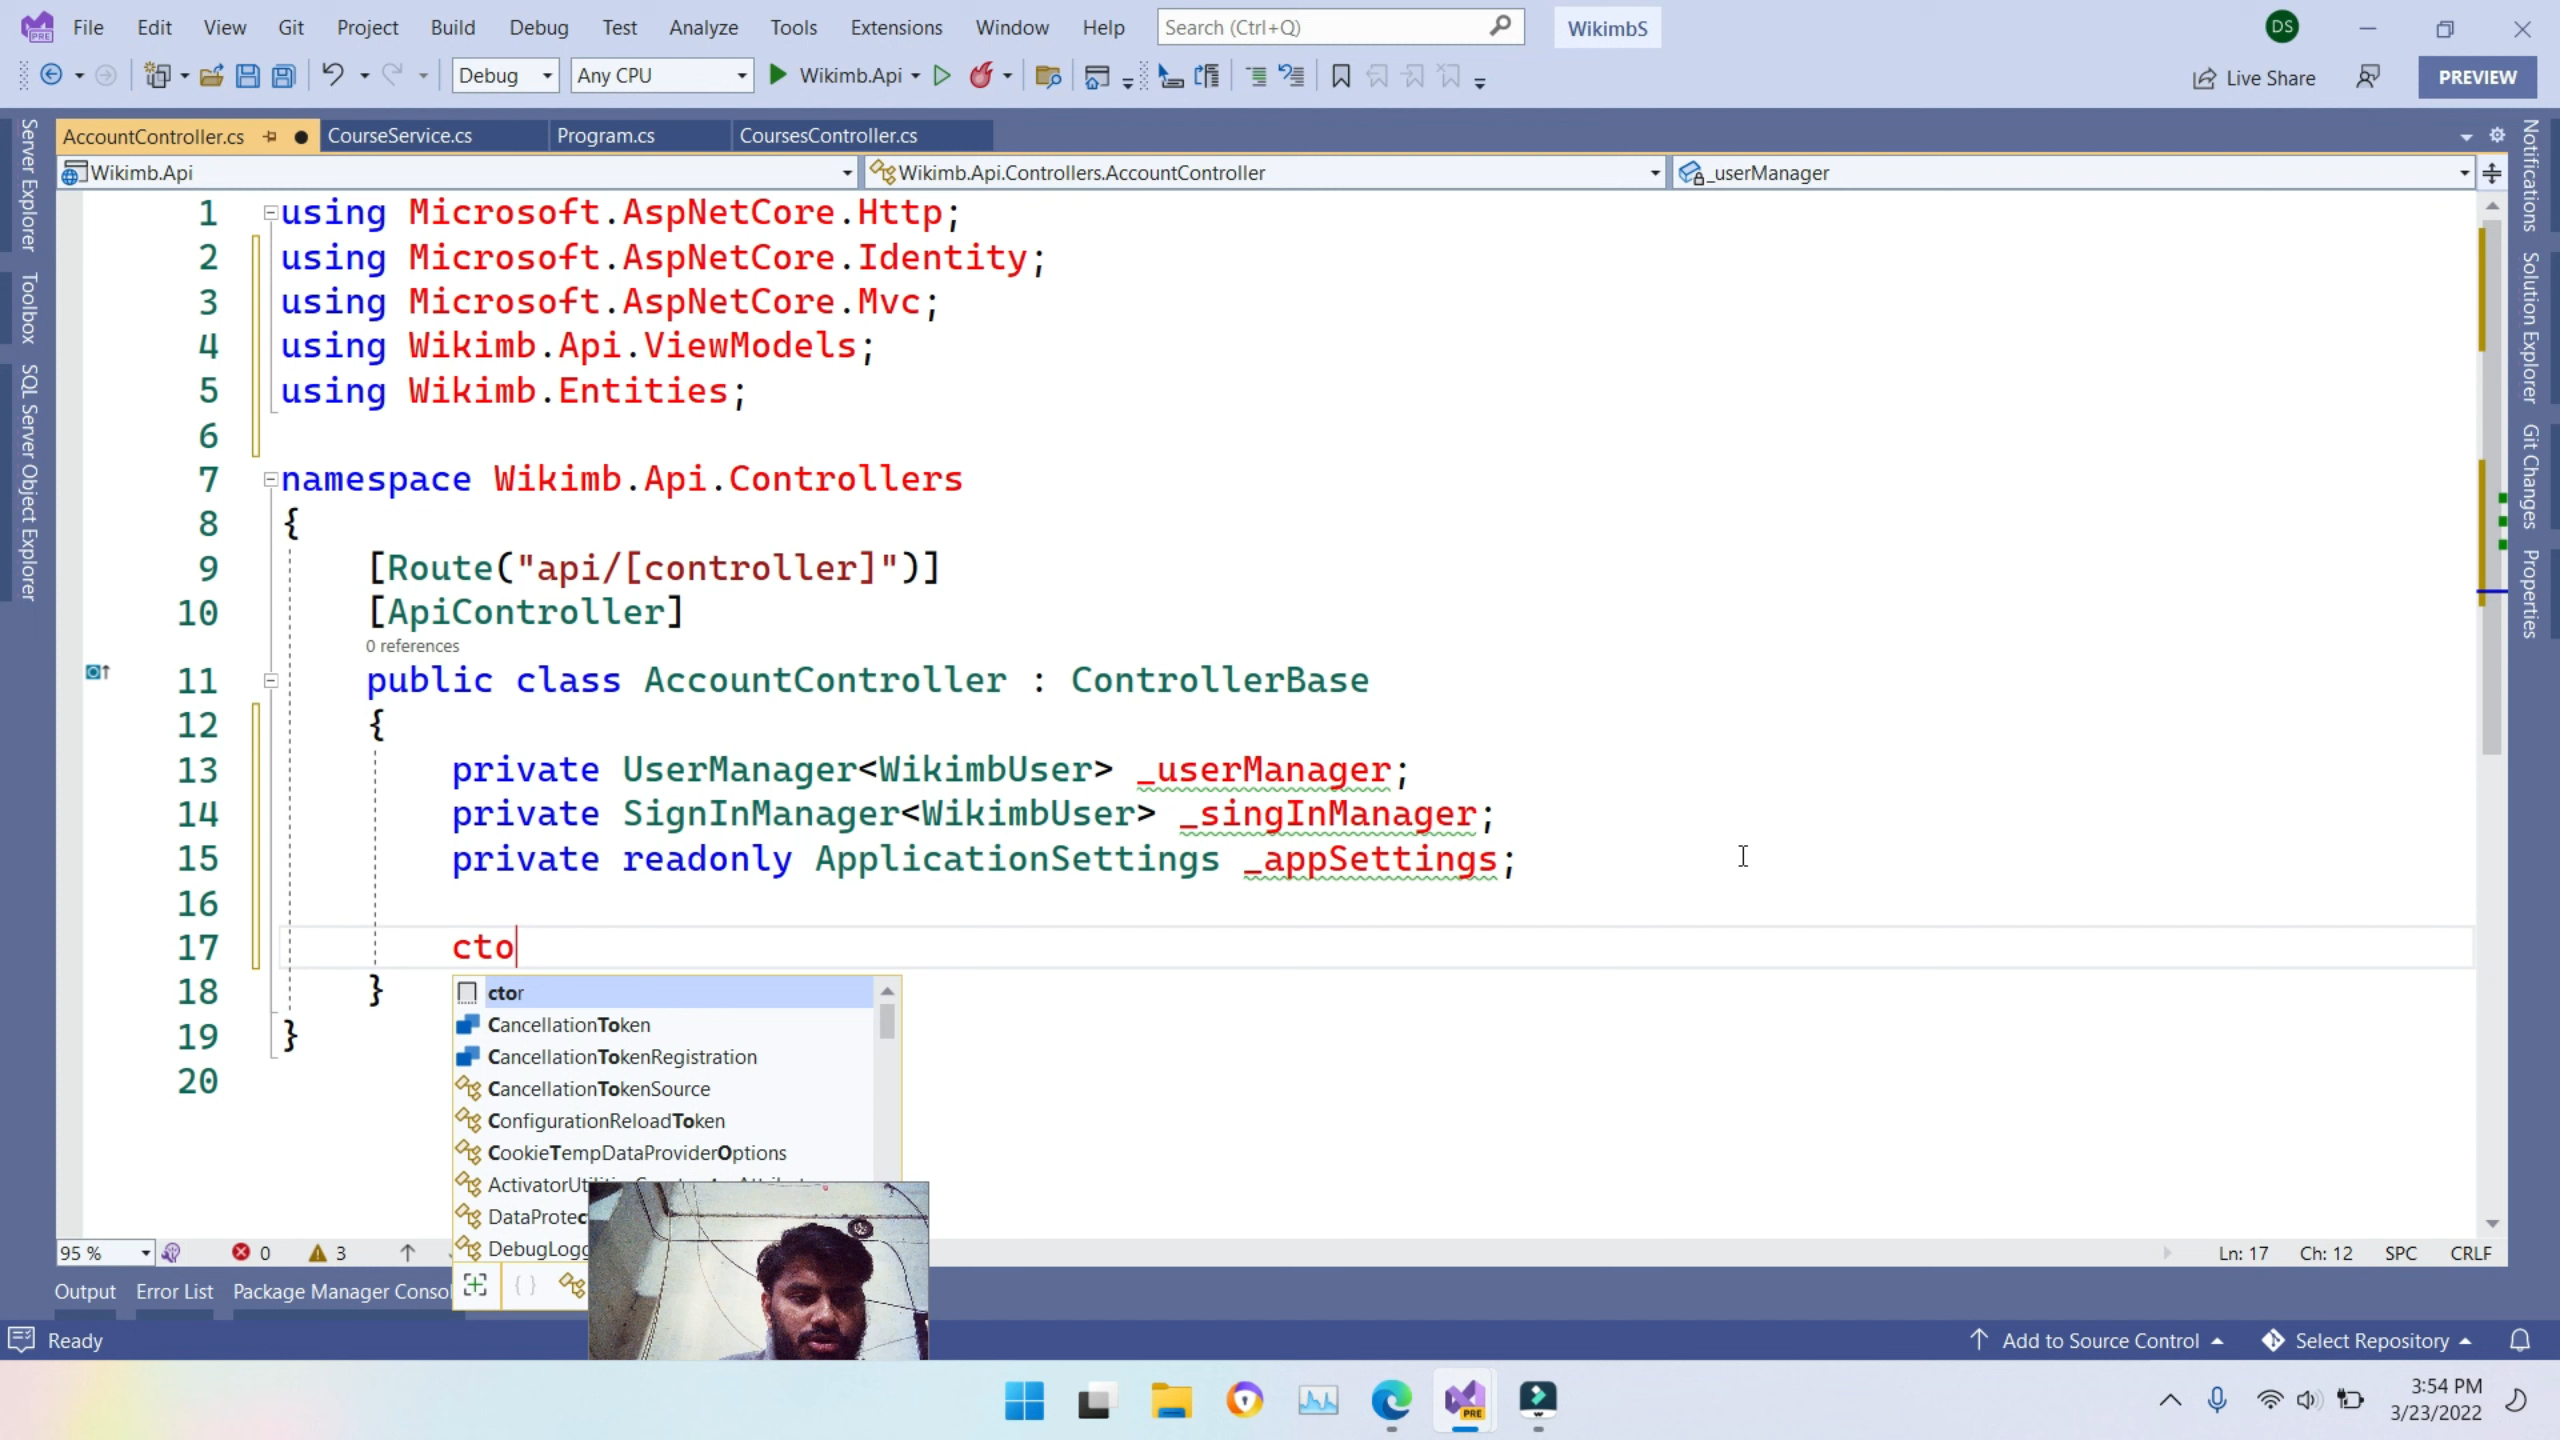 File Edit View Git Project Build Debug Test Analyze Tools Extensions Window Help Search (Ctrl+Q) WikimbS DS
PRE Debug Any CPU Wikimb.Api Live Share PREVIEW
AccountController.cs CourseService.cs Program.cs CoursesController.cs
Wikimb.Api Wikimb.Api.Controllers.AccountController _userManager
Server Explorer
Toolbox
SQL Server Object Explorer
1 using Microsoft.AspNetCore.Http;
2 using Microsoft.AspNetCore.Identity;
3 using Microsoft.AspNetCore.Mvc;
4 using Wikimb.Api.ViewModels;
5 using Wikimb.Entities;
6
7 namespace Wikimb.Api.Controllers
8 {
9 [Route("api/[controller]")]
10 [ApiController]
0 references
11 public class AccountController : ControllerBase
12 {
13 private UserManager<WikimbUser> _userManager;
14 private SignInManager<WikimbUser> _singInManager;
15 private readonly ApplicationSettings _appSettings;
16
17 cto
18 }
19 }
20
ctor
CancellationToken
CancellationTokenRegistration
CancellationTokenSource
ConfigurationReloadToken
CookieTempDataProviderOptions
DataProtec
DebugLogg
Notifications
Solution Explorer
Git Changes
Properties
95 % 0 3 Ln: 17 Ch: 12 SPC CRLF
Output Error List Package Manager Conso
Ready Add to Source Control Select Repository
PRE
3:54 PM
3/23/2022